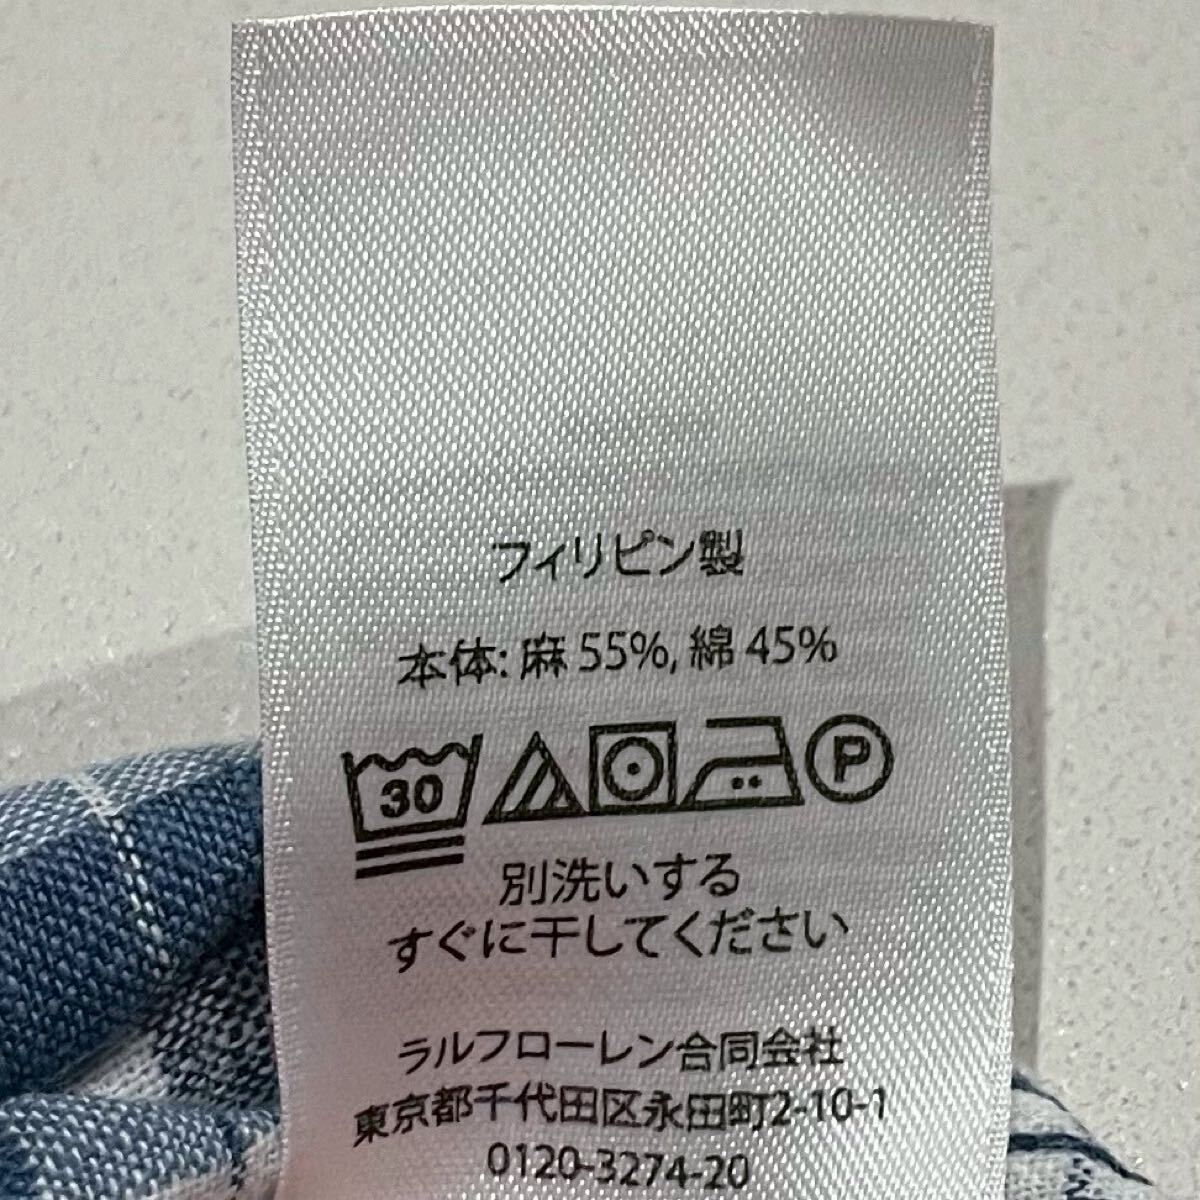 フィリピン製
本体: 麻 55%, 綿 45%
30 P
別洗いする
すぐに干してください
ラルフローレン合同会社
東京都千代田区永田町2-10-1
0120-3274-20